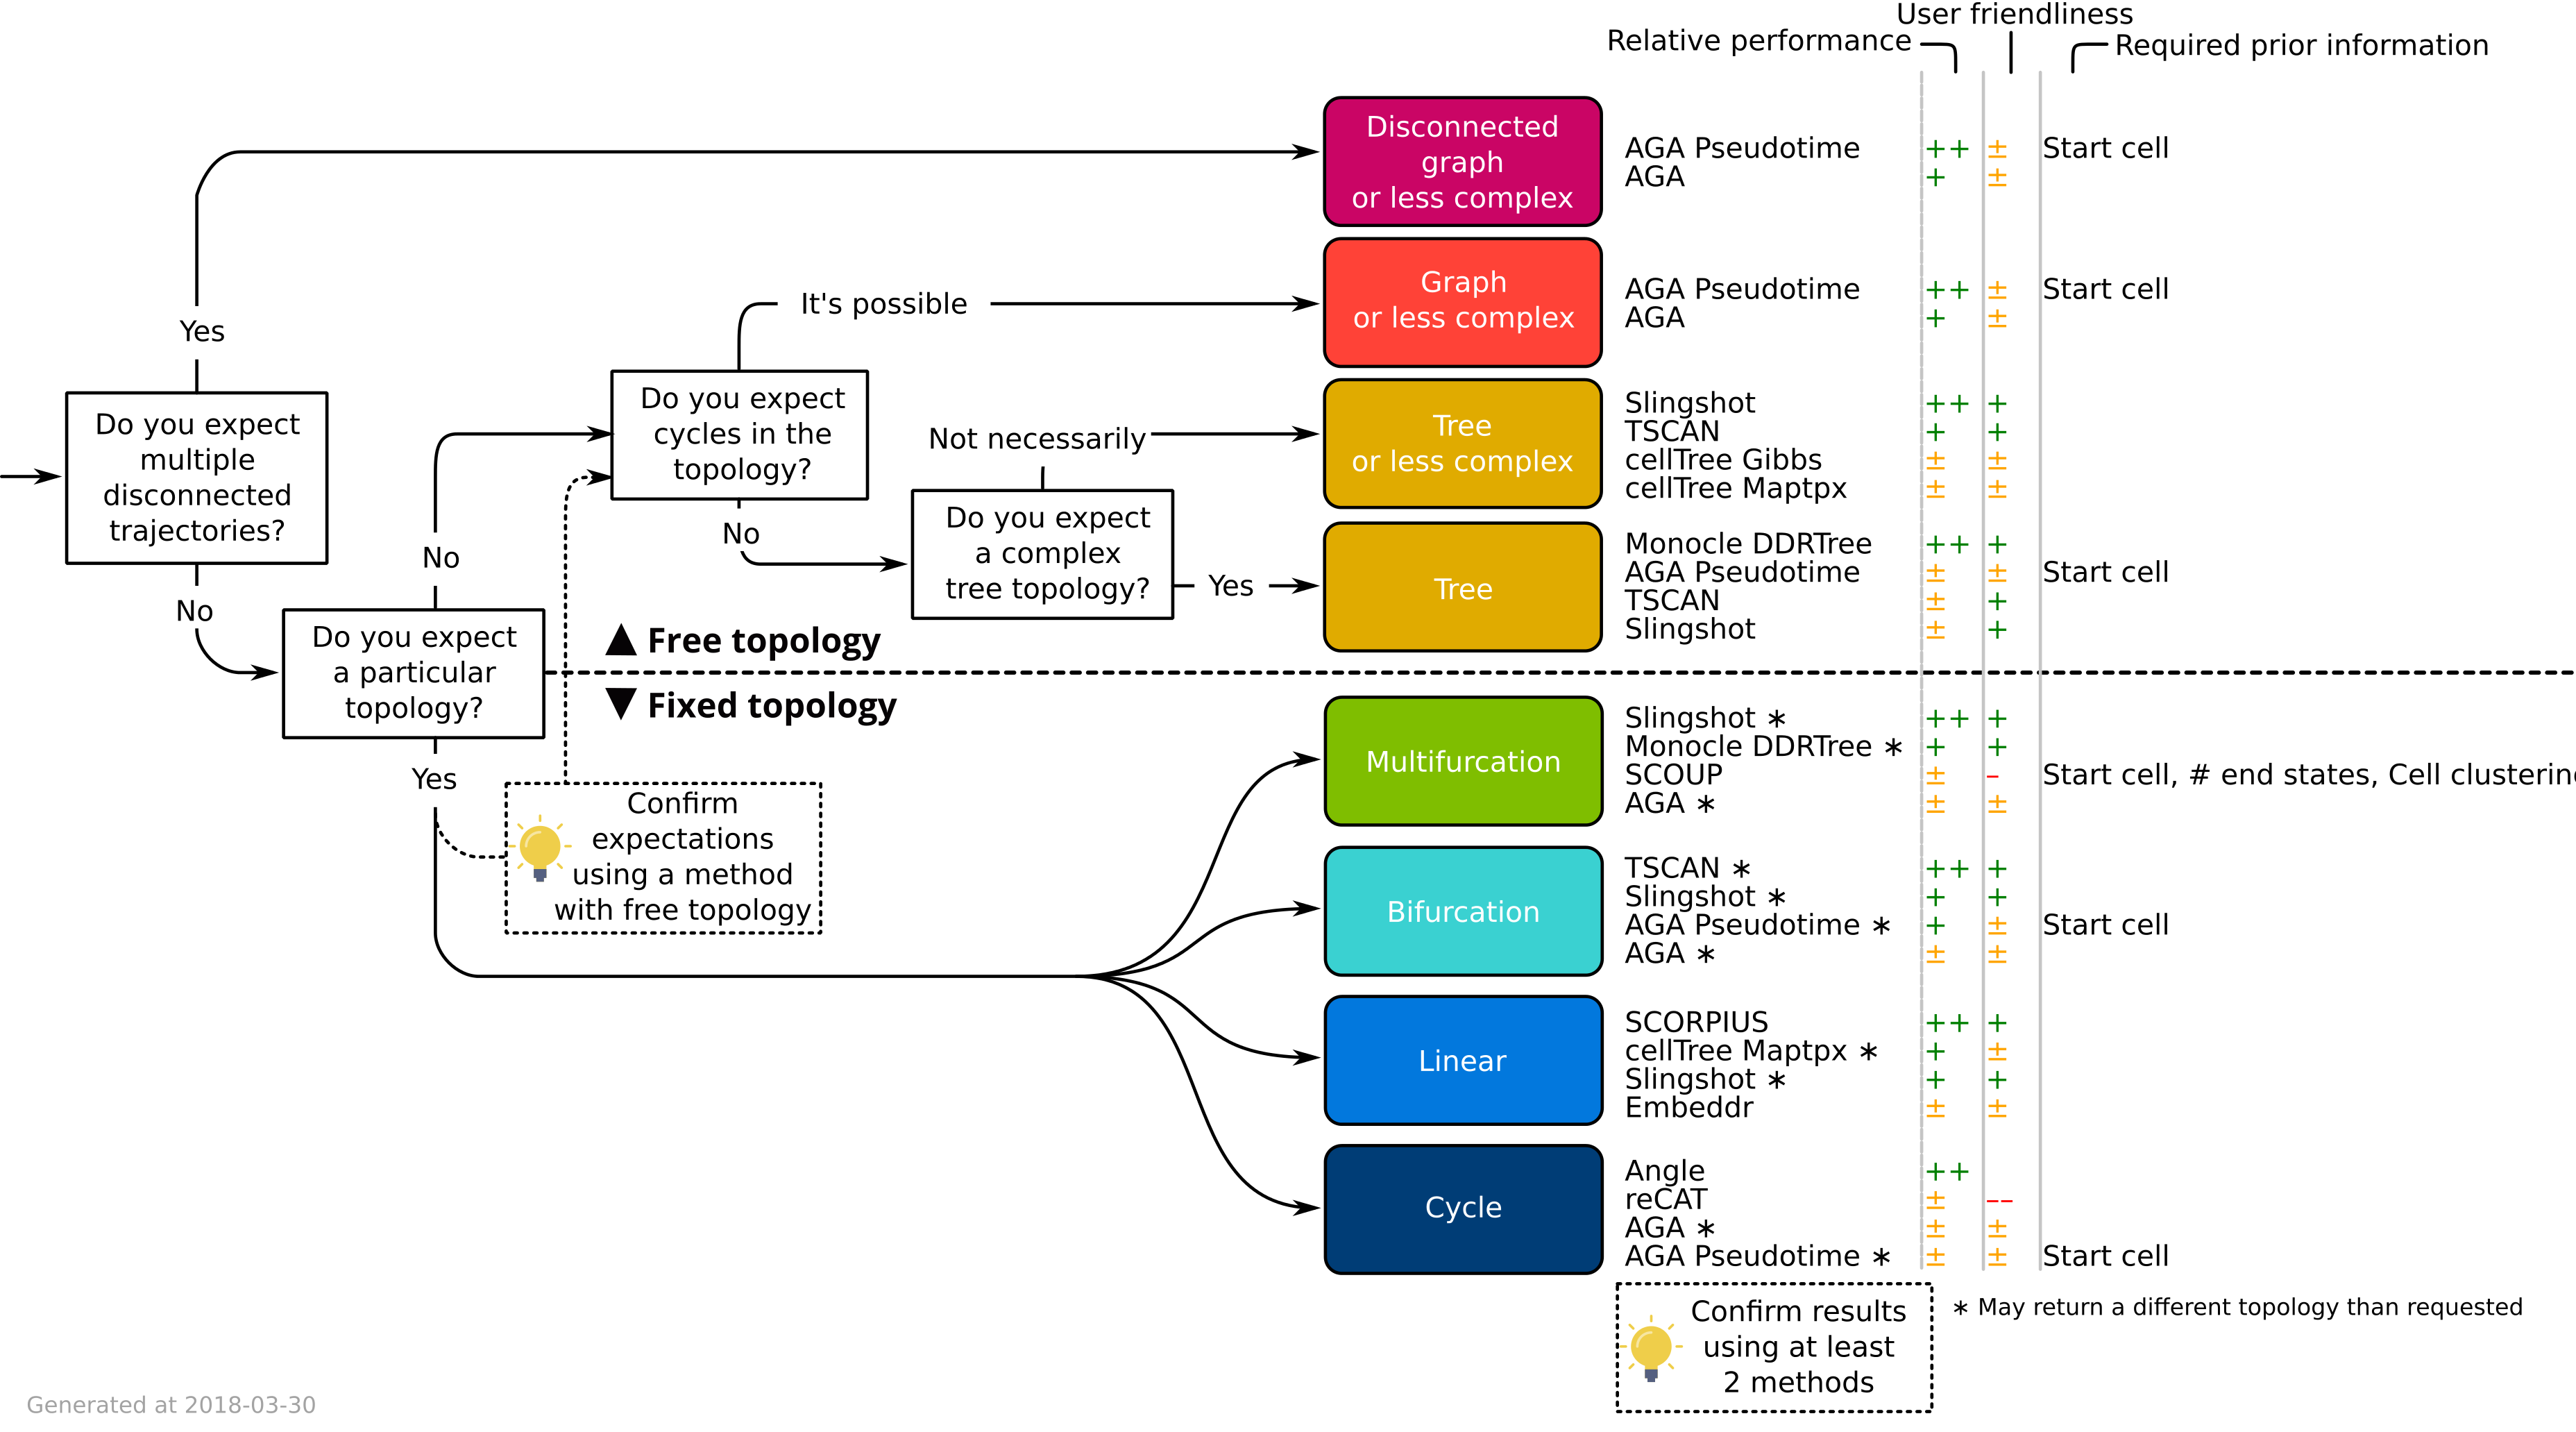 User friendliness
Relative performance
Required prior information
Disconnected
graph
or less complex
AGA Pseudotime ++ ± Start cell
AGA + ±
Yes
It's possible
Graph
or less complex
AGA Pseudotime ++ ± Start cell
AGA + ±
Do you expect
multiple
disconnected
trajectories?
Do you expect
cycles in the
topology?
Not necessarily
Tree
or less complex
Slingshot ++ +
TSCAN + +
cellTree Gibbs ± ±
cellTree Maptpx ± ±
No
No
Do you expect
a complex
tree topology?
Yes
Tree
Monocle DDRTree ++ +
AGA Pseudotime ± ± Start cell
TSCAN ± +
Slingshot ± +
No
Do you expect
a particular
topology?
▲ Free topology
▼ Fixed topology
Yes
Confirm
expectations
using a method
with free topology
Multifurcation
Slingshot ∗ ++ +
Monocle DDRTree ∗ + +
SCOUP ± – Start cell, # end states, Cell clustering
AGA ∗ ± ±
Bifurcation
TSCAN ∗ ++ +
Slingshot ∗ + +
AGA Pseudotime ∗ + ± Start cell
AGA ∗ ± ±
Linear
SCORPIUS ++ +
cellTree Maptpx ∗ + ±
Slingshot ∗ + +
Embeddr ± ±
Cycle
Angle ++
reCAT ± ––
AGA ∗ ± ±
AGA Pseudotime ∗ ± ± Start cell
Confirm results
using at least
2 methods
∗ May return a different topology than requested
Generated at 2018-03-30